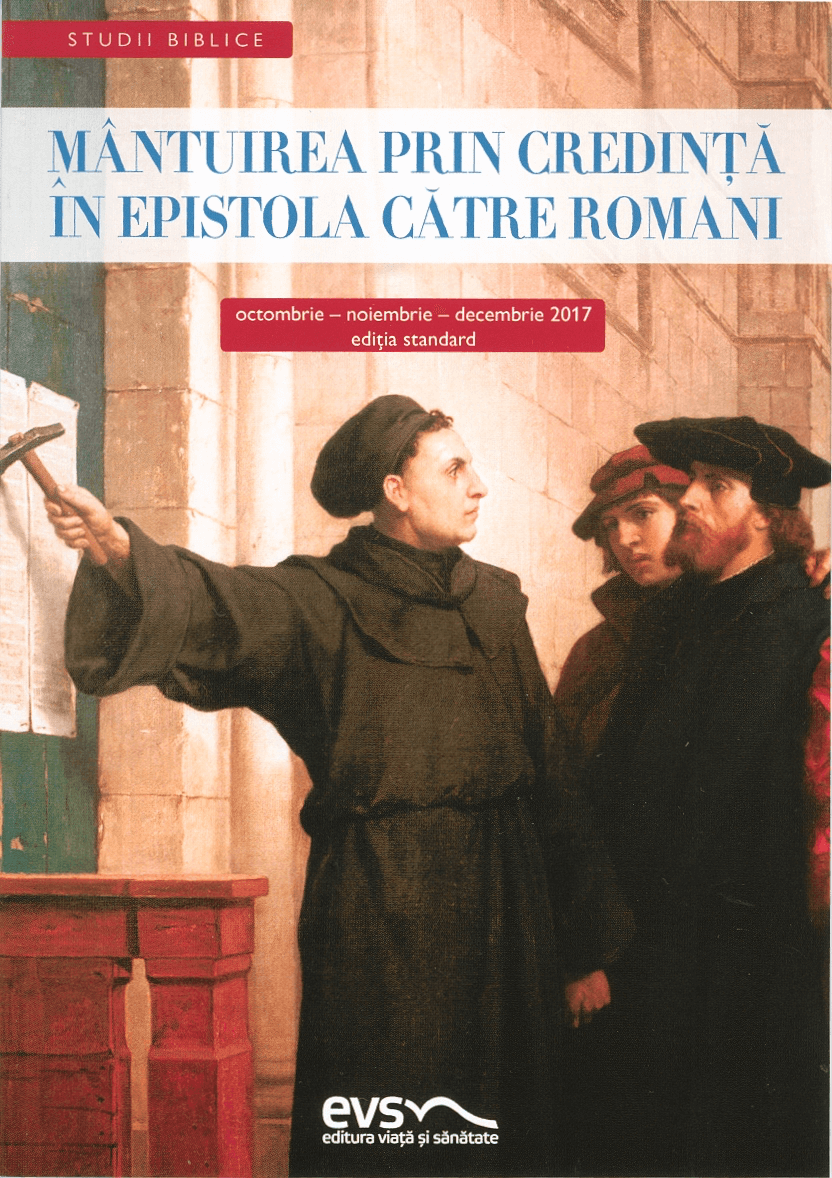 STUDII BIBLICE
MÂNTUIREA PRIN CREDINȚĂ
ÎN EPISTOLA CĂTRE ROMANI
octombrie – noiembrie – decembrie 2017
ediția standard
evs
editura viață și sănătate